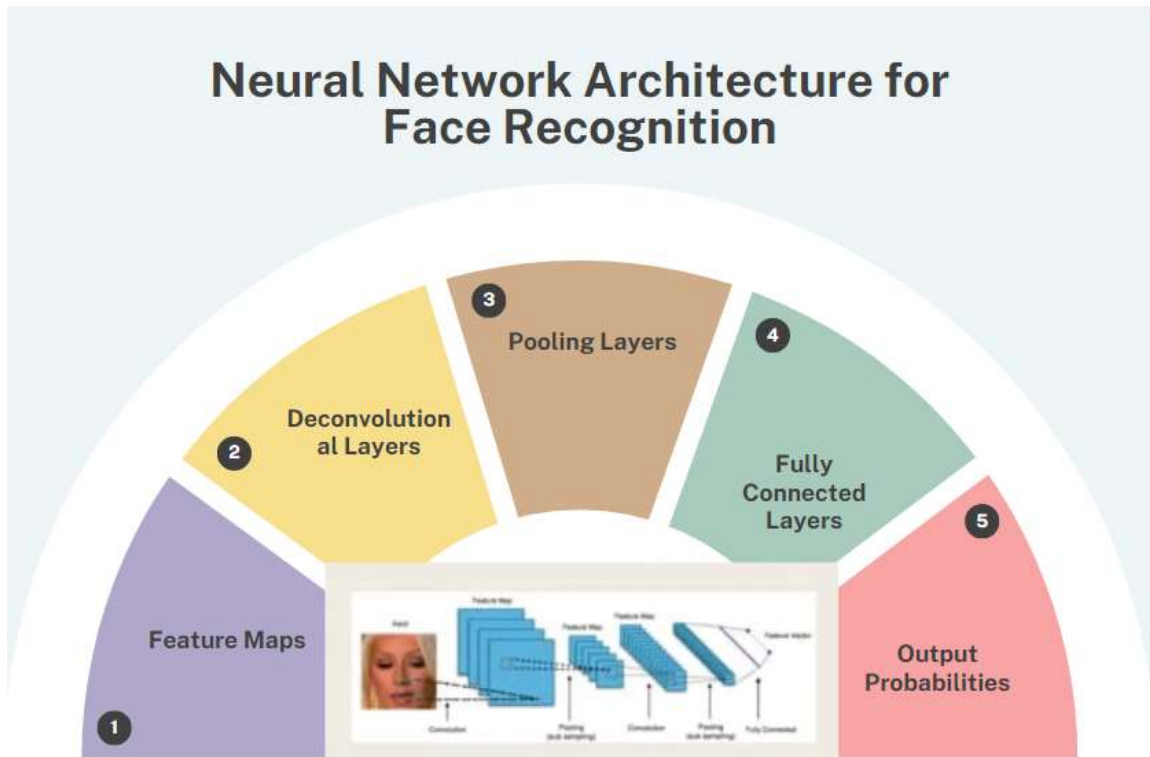 Neural Network Architecture for
Face Recognition
1
Feature Maps
2
Deconvolution
al Layers
3
Pooling Layers
4
Fully
Connected
Layers
5
Output
Probabilities
Input
Feature Map
Feature Map
Feature Map
Feature Vector
Convolution
Pooling
(sub sampling)
Convolution
Pooling
(sub sampling)
Fully Connected